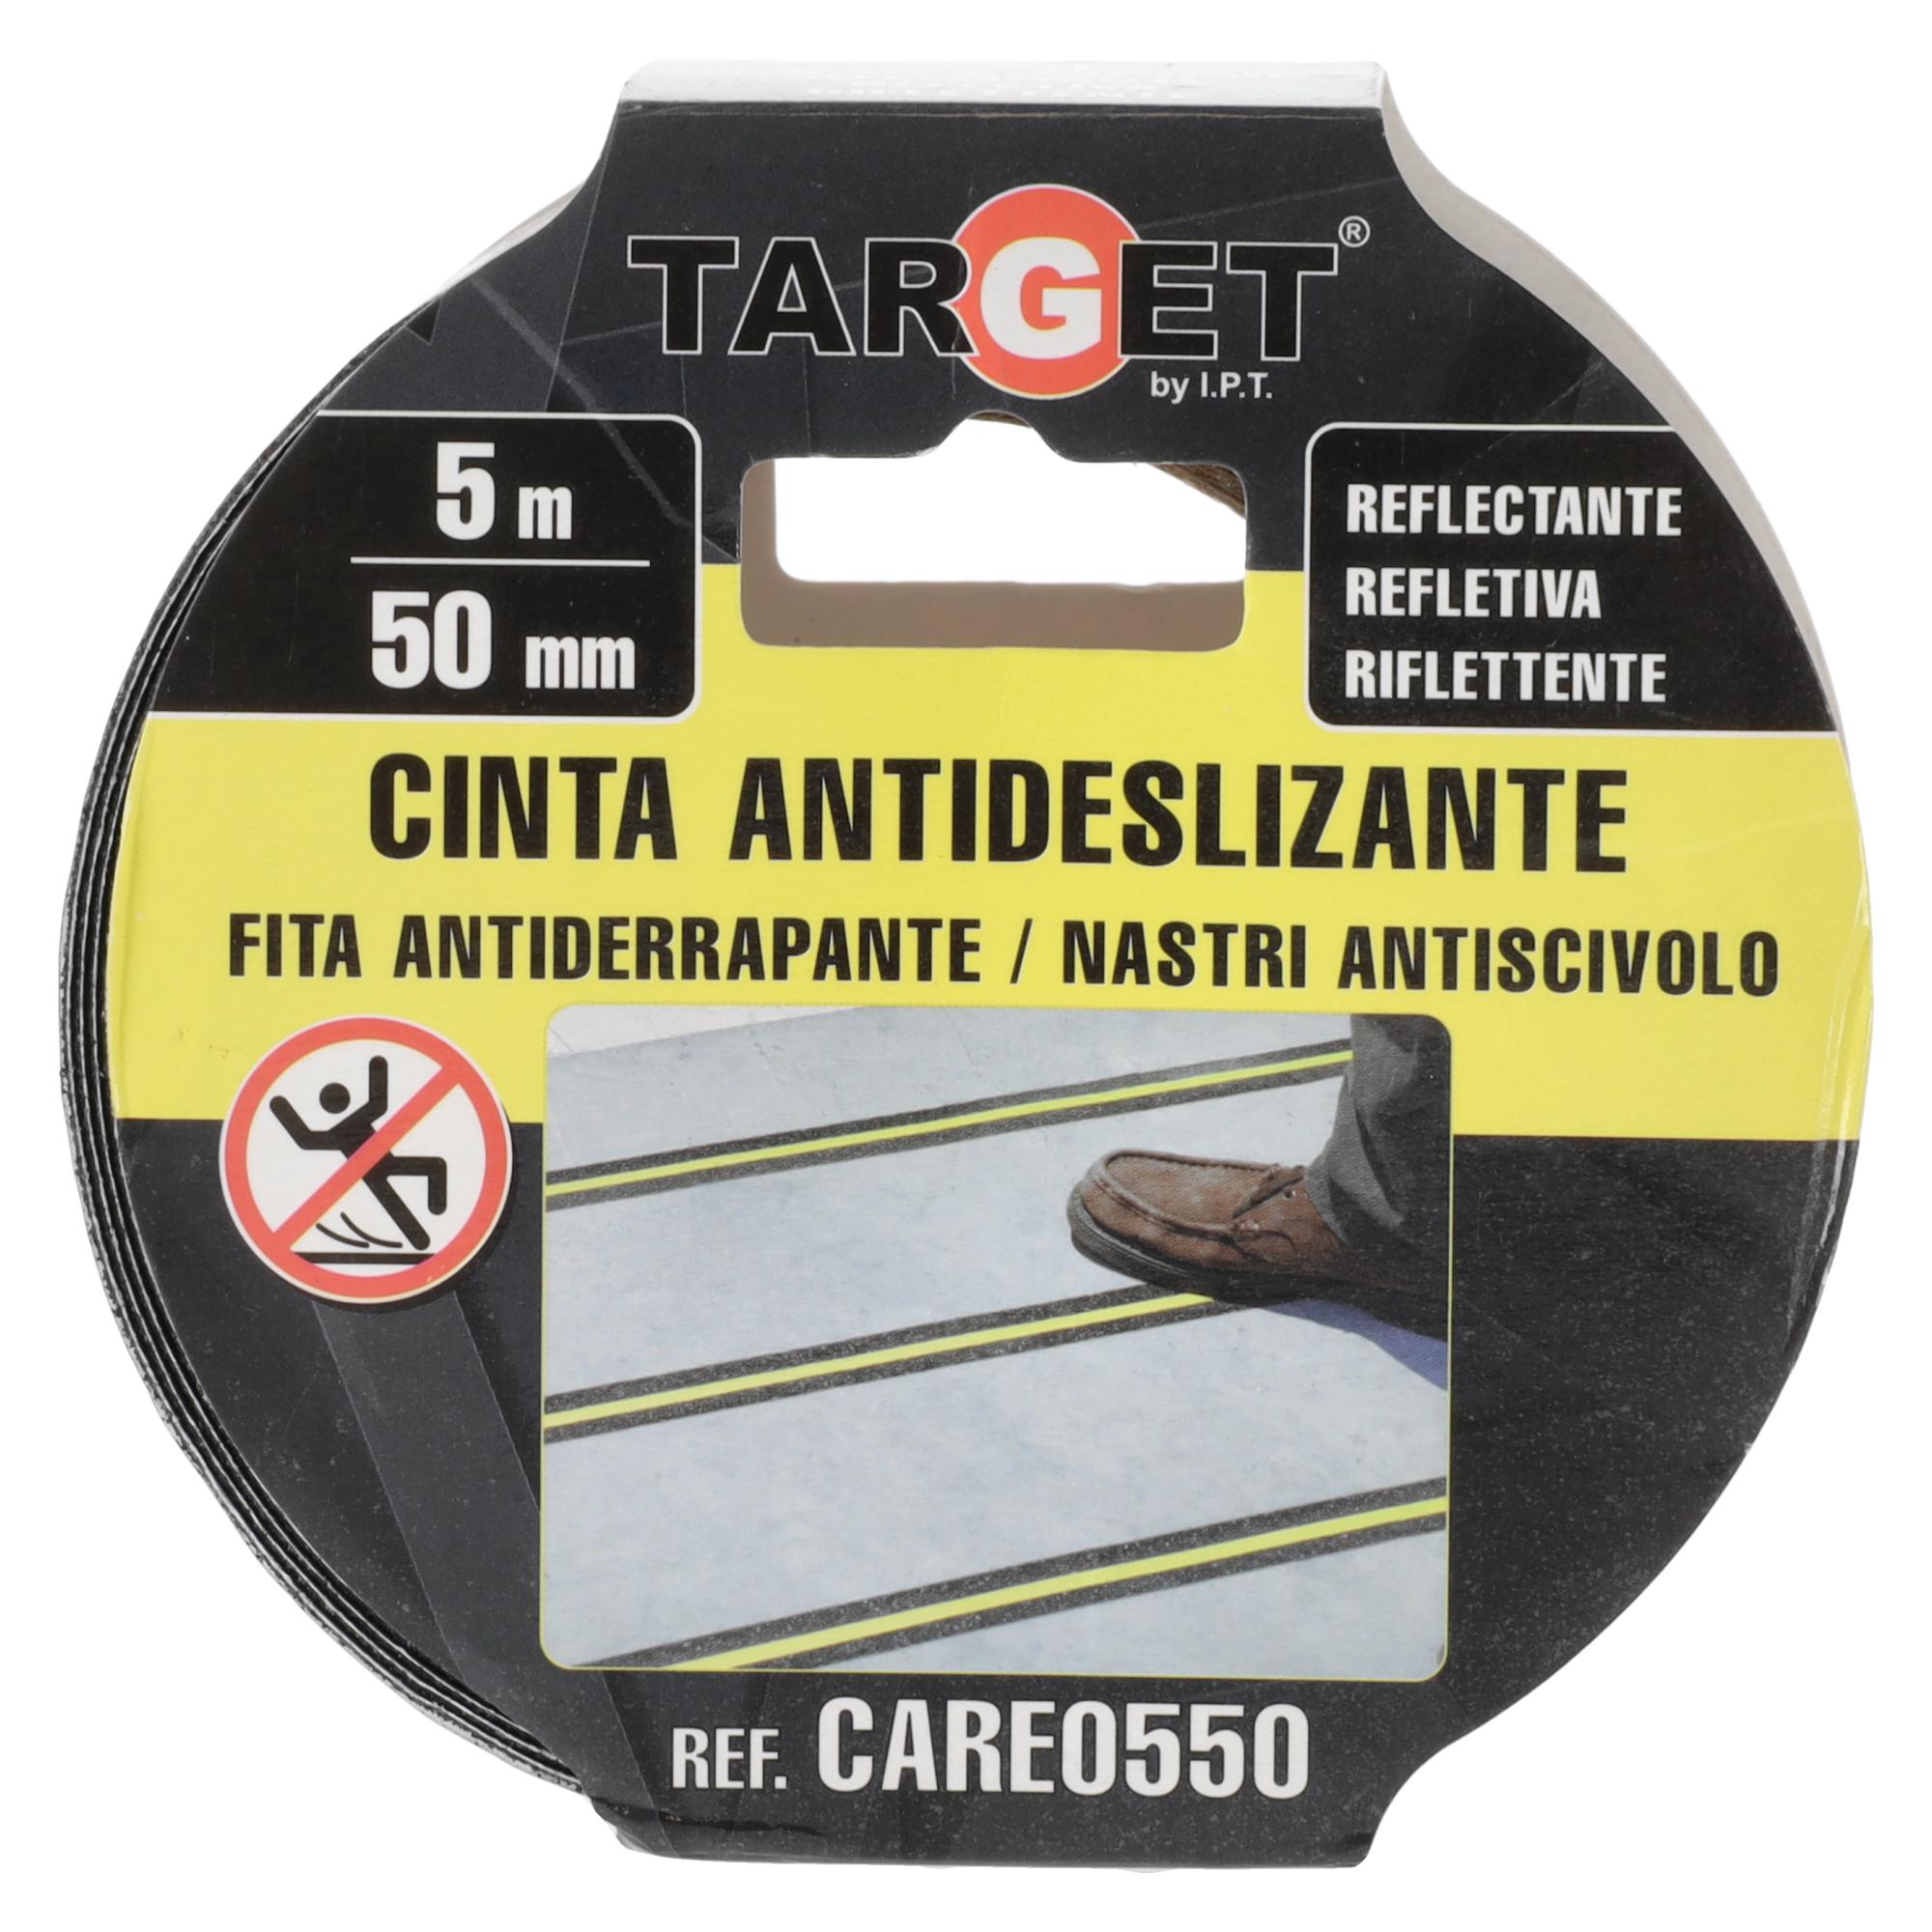 TARGET®
by I.P.T.
5 m
50 mm
REFLECTANTE
REFLETIVA
RIFLETTENTE
CINTA ANTIDESLIZANTE
FITA ANTIDERRAPANTE / NASTRI ANTISCIVOLO
REF. CARE0550